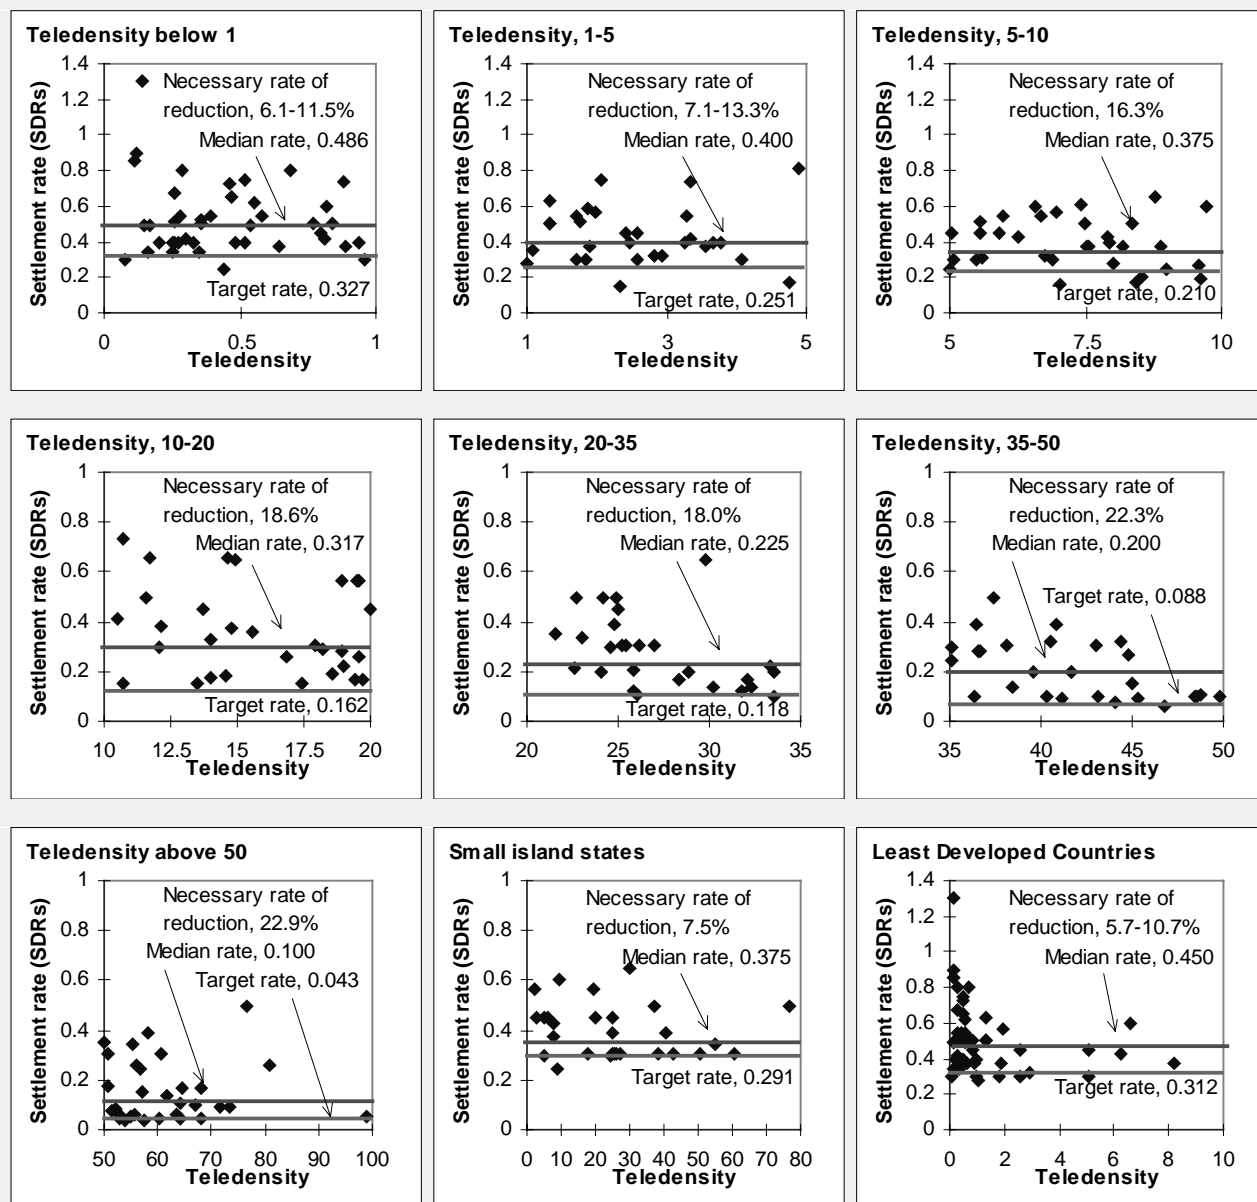 Teledensity below 1
Settlement rate (SDRs)
1.4
1.2
1
0.8
0.6
0.4
0.2
0
Necessary rate of
reduction, 6.1-11.5%
Median rate, 0.486
Target rate, 0.327
0
0.5
1
Teledensity
Teledensity, 1-5
Settlement rate (SDRs)
1.4
1.2
1
0.8
0.6
0.4
0.2
0
Necessary rate of
reduction, 7.1-13.3%
Median rate, 0.400
Target rate, 0.251
1
3
5
Teledensity
Teledensity, 5-10
Settlement rate (SDRs)
1.4
1.2
1
0.8
0.6
0.4
0.2
0
Necessary rate of
reduction, 16.3%
Median rate, 0.375
Target rate, 0.210
5
7.5
10
Teledensity
Teledensity, 10-20
Settlement rate (SDRs)
1
0.8
0.6
0.4
0.2
0
Necessary rate of
reduction, 18.6%
Median rate, 0.317
Target rate, 0.162
10
12.5
15
17.5
20
Teledensity
Teledensity, 20-35
Settlement rate (SDRs)
1
0.8
0.6
0.4
0.2
0
Necessary rate of
reduction, 18.0%
Median rate, 0.225
Target rate, 0.118
20
25
30
35
Teledensity
Teledensity, 35-50
Settlement rate (SDRs)
1
0.8
0.6
0.4
0.2
0
Necessary rate of
reduction, 22.3%
Median rate, 0.200
Target rate, 0.088
35
40
45
50
Teledensity
Teledensity above 50
Settlement rate (SDRs)
1
0.8
0.6
0.4
0.2
0
Necessary rate of
reduction, 22.9%
Median rate, 0.100
Target rate, 0.043
50
60
70
80
90
100
Teledensity
Small island states
Settlement rate (SDRs)
1
0.8
0.6
0.4
0.2
0
Necessary rate of
reduction, 7.5%
Median rate, 0.375
Target rate, 0.291
0
10
20
30
40
50
60
70
80
Teledensity
Least Developed Countries
Settlement rate (SDRs)
1.4
1.2
1
0.8
0.6
0.4
0.2
0
Necessary rate of
reduction, 5.7-10.7%
Median rate, 0.450
Target rate, 0.312
0
2
4
6
8
10
Teledensity